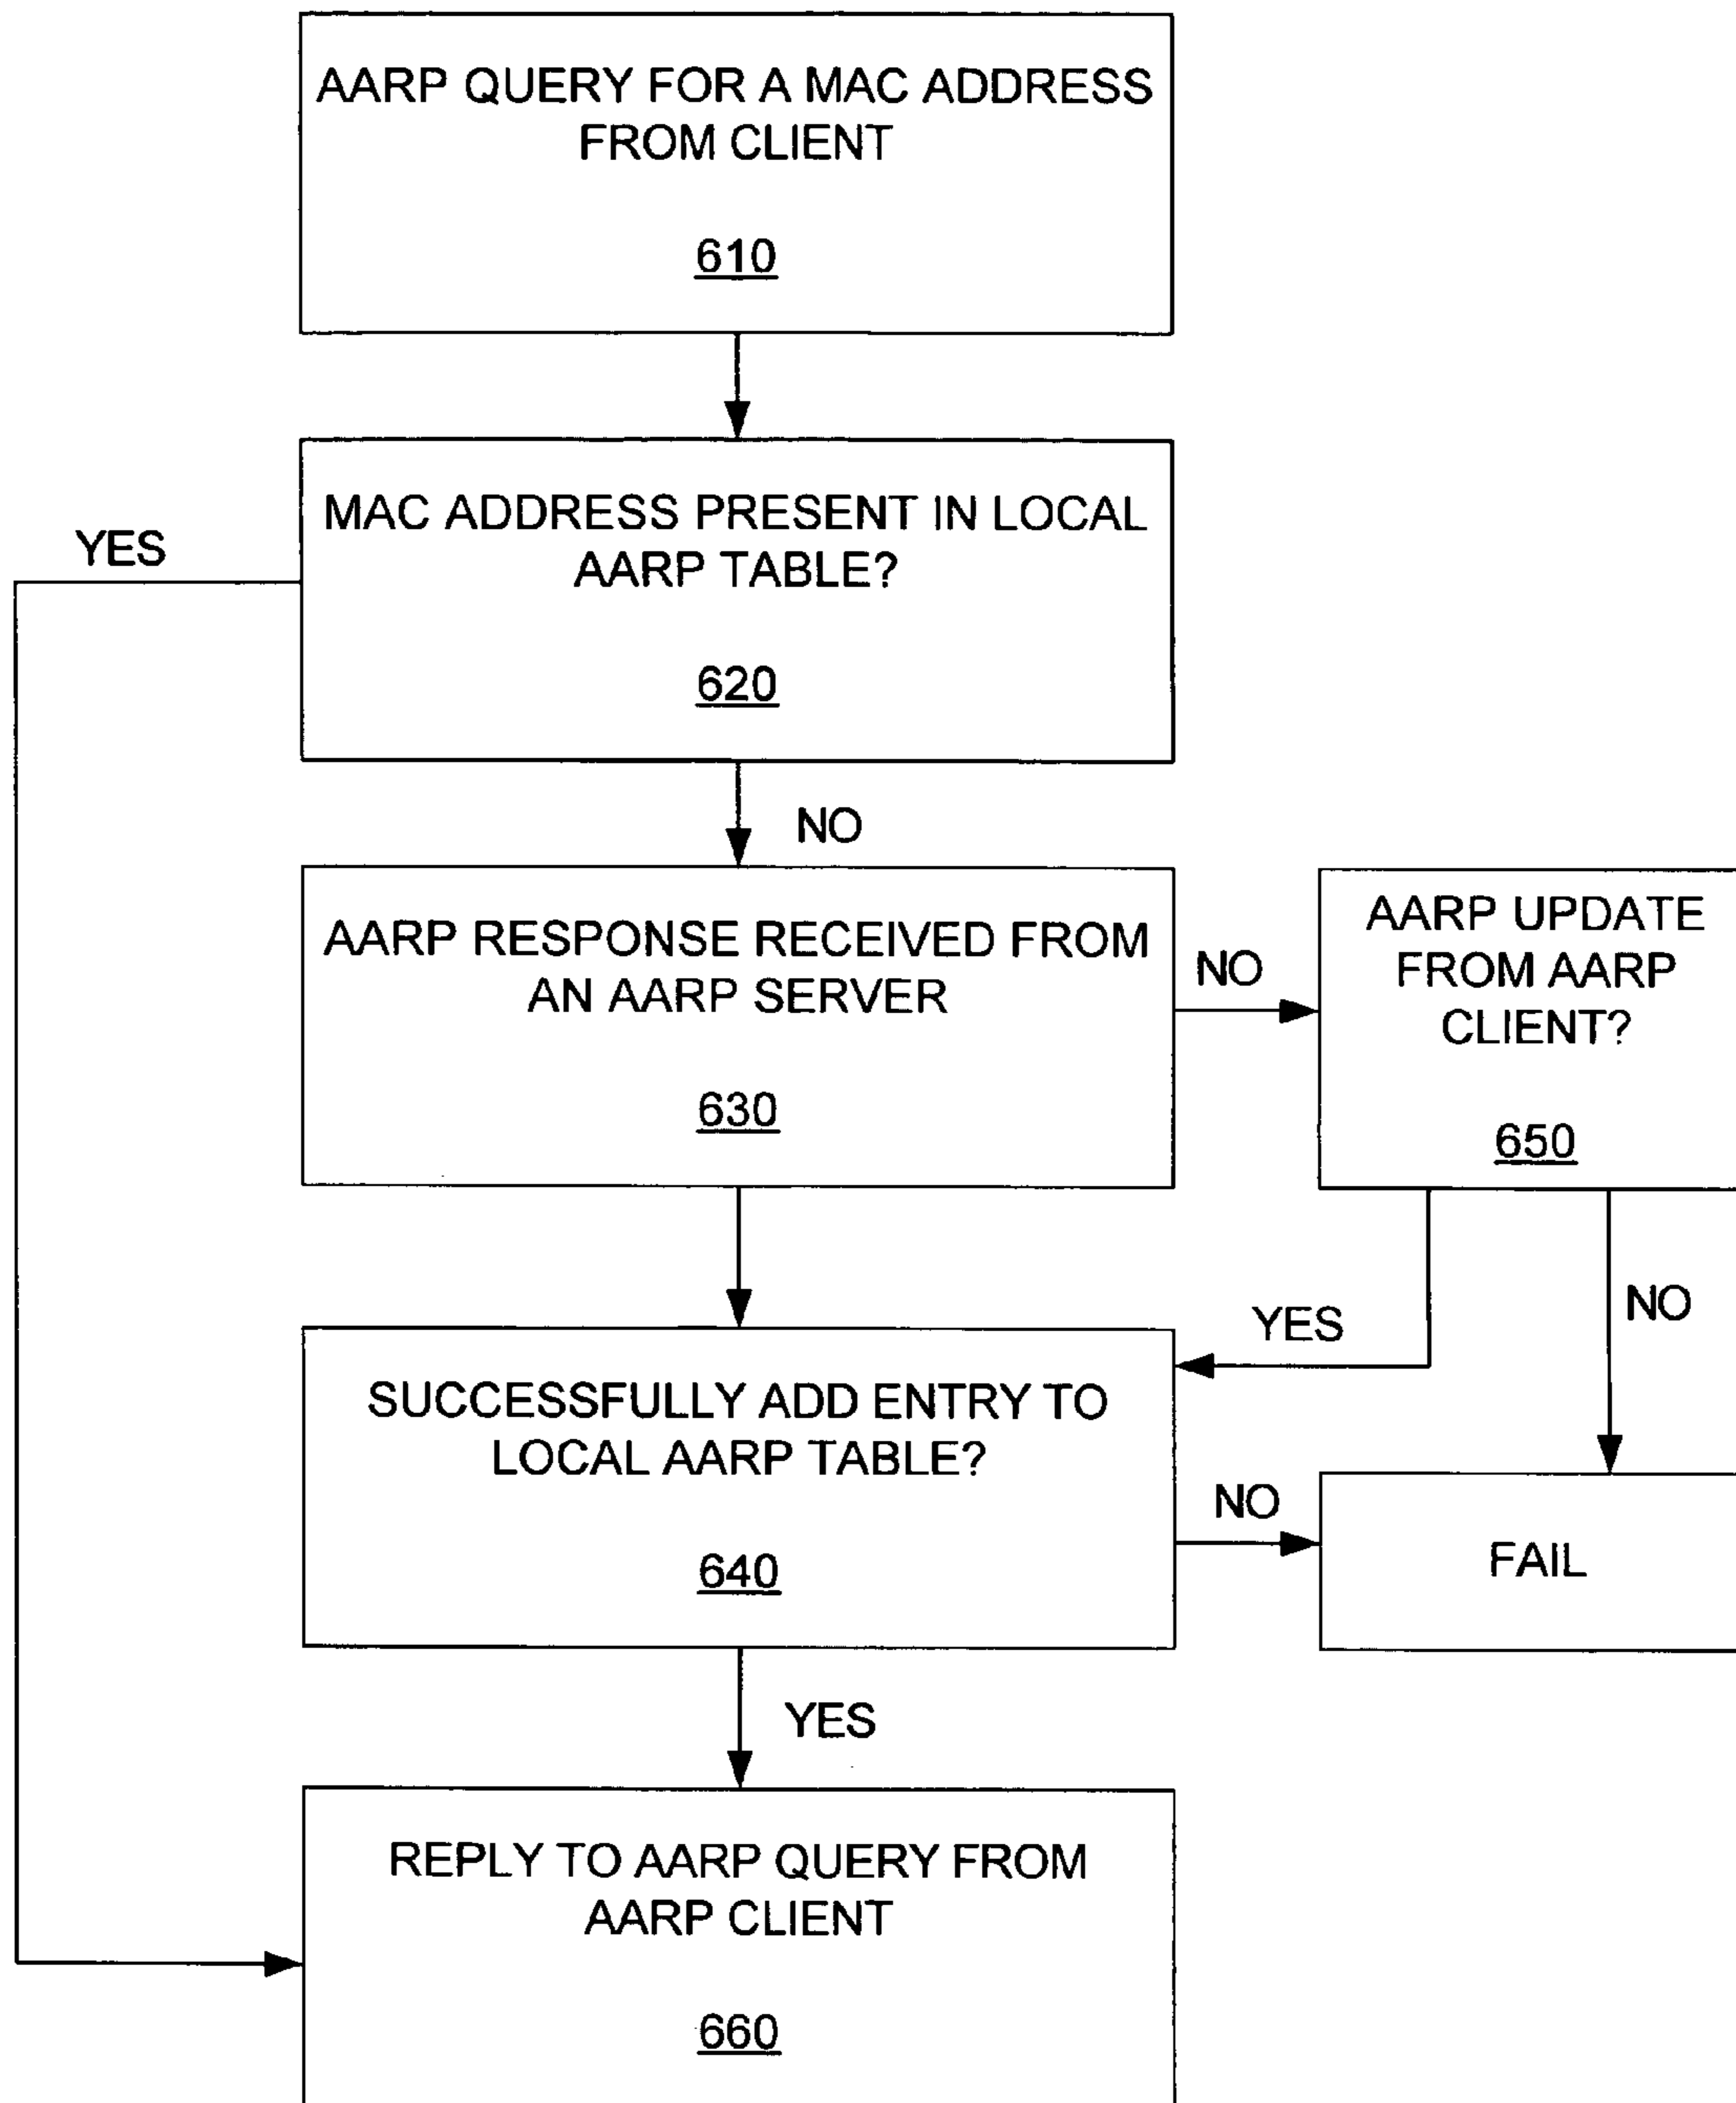 AARP QUERY FOR A MAC ADDRESS
FROM CLIENT
610
MAC ADDRESS PRESENT IN LOCAL
AARP TABLE?
620
YES
NO
AARP RESPONSE RECEIVED FROM
AN AARP SERVER
630
NO
AARP UPDATE
FROM AARP
CLIENT?
650
YES
NO
SUCCESSFULLY ADD ENTRY TO
LOCAL AARP TABLE?
640
NO
FAIL
YES
REPLY TO AARP QUERY FROM
AARP CLIENT
660